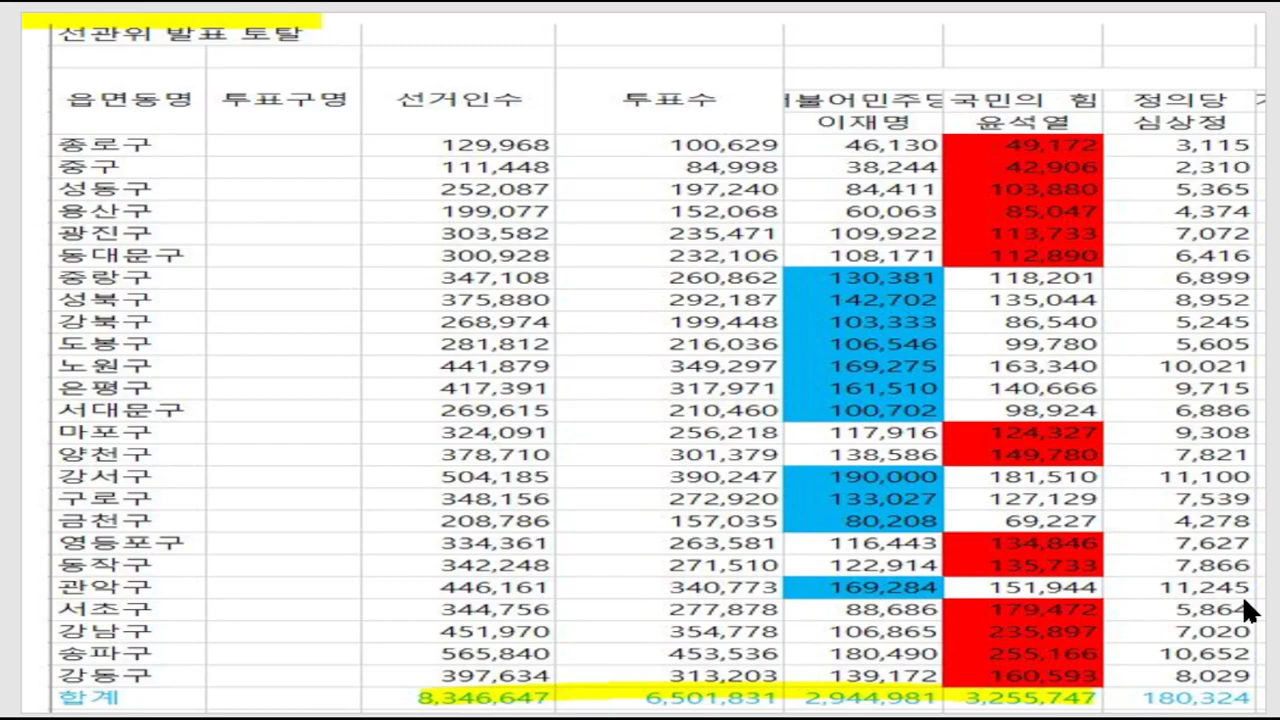 선관위 발표 토탈
읍면동명 투표구명 선거인수 투표수 더불어민주당 국민의 힘 정의당
이재명 윤석열 심상정
종로구 129,968 100,629 46,130 49,172 3,115
중구 111,448 84,998 38,244 42,906 2,310
성동구 252,087 197,240 84,411 103,880 5,365
용산구 199,077 152,068 60,063 85,047 4,374
광진구 303,582 235,471 109,922 113,733 7,072
동대문구 300,928 232,106 108,171 112,890 6,416
중랑구 347,108 260,862 130,381 118,201 6,899
성북구 375,880 292,187 142,702 135,044 8,952
강북구 268,974 199,448 103,333 86,540 5,245
도봉구 281,812 216,036 106,546 99,780 5,605
노원구 441,879 349,297 169,275 163,340 10,021
은평구 417,391 317,971 161,510 140,666 9,715
서대문구 269,615 210,460 100,702 98,924 6,886
마포구 324,091 256,218 117,916 124,327 9,308
양천구 378,710 301,379 138,586 149,780 7,821
강서구 504,185 390,247 190,000 181,510 11,100
구로구 348,156 272,920 133,027 127,129 7,539
금천구 208,786 157,035 80,208 69,227 4,278
영등포구 334,361 263,581 116,443 134,846 7,627
동작구 342,248 271,510 122,914 135,733 7,866
관악구 446,161 340,773 169,284 151,944 11,245
서초구 344,756 277,878 88,686 179,472 5,864
강남구 451,970 354,778 106,865 235,897 7,020
송파구 565,840 453,536 180,490 255,166 10,652
강동구 397,634 313,203 139,172 160,593 8,029
합계 8,346,647 6,501,831 2,944,981 3,255,747 180,324